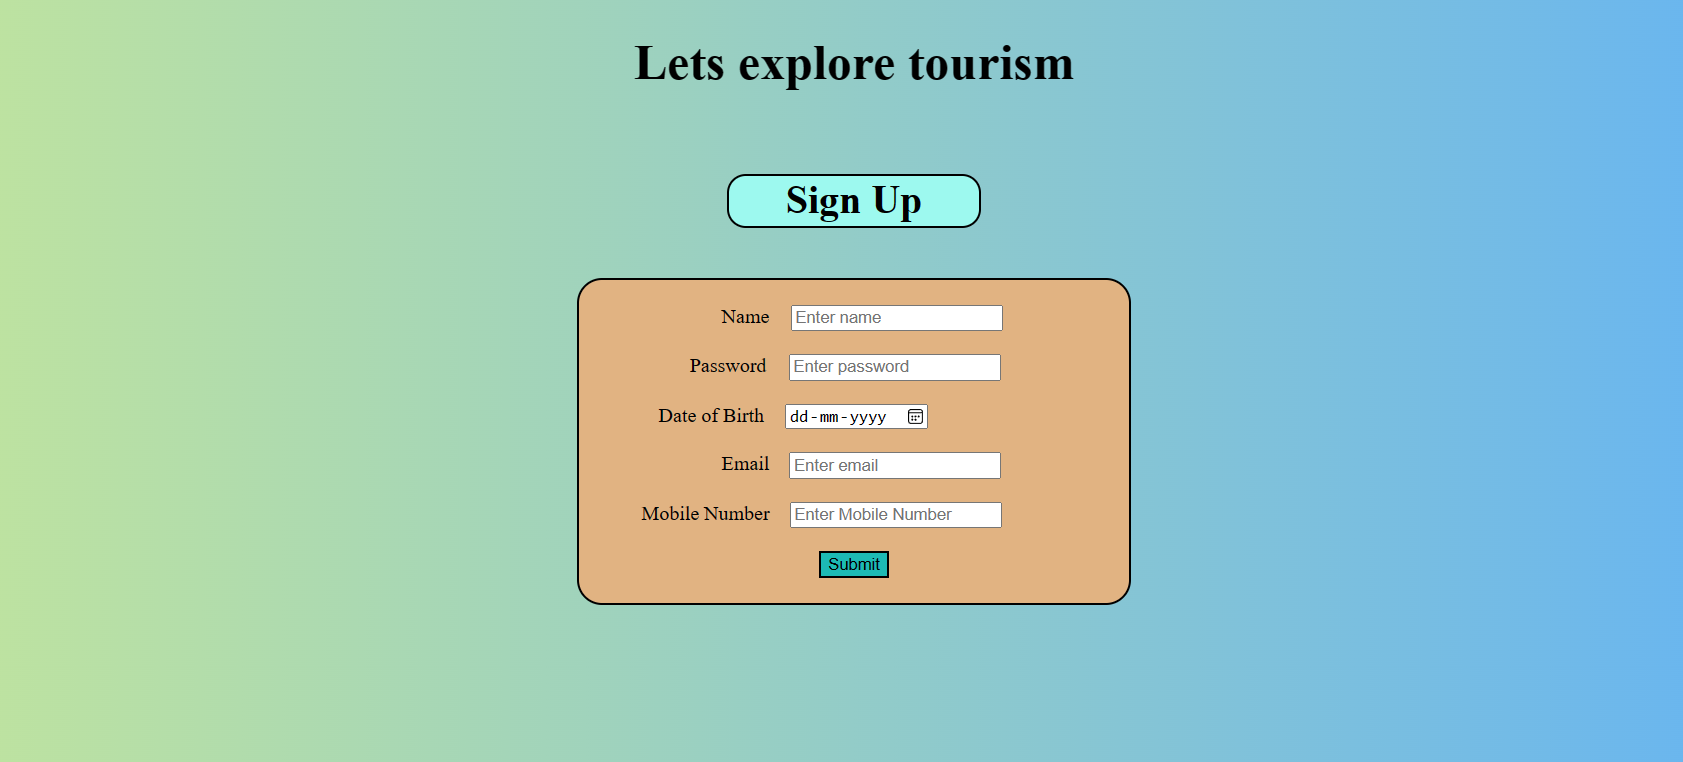 Lets explore tourism
Sign Up
Name Enter name
Password Enter password
Date of Birth dd-mm-yyyy
Email Enter email
Mobile Number Enter Mobile Number
Submit